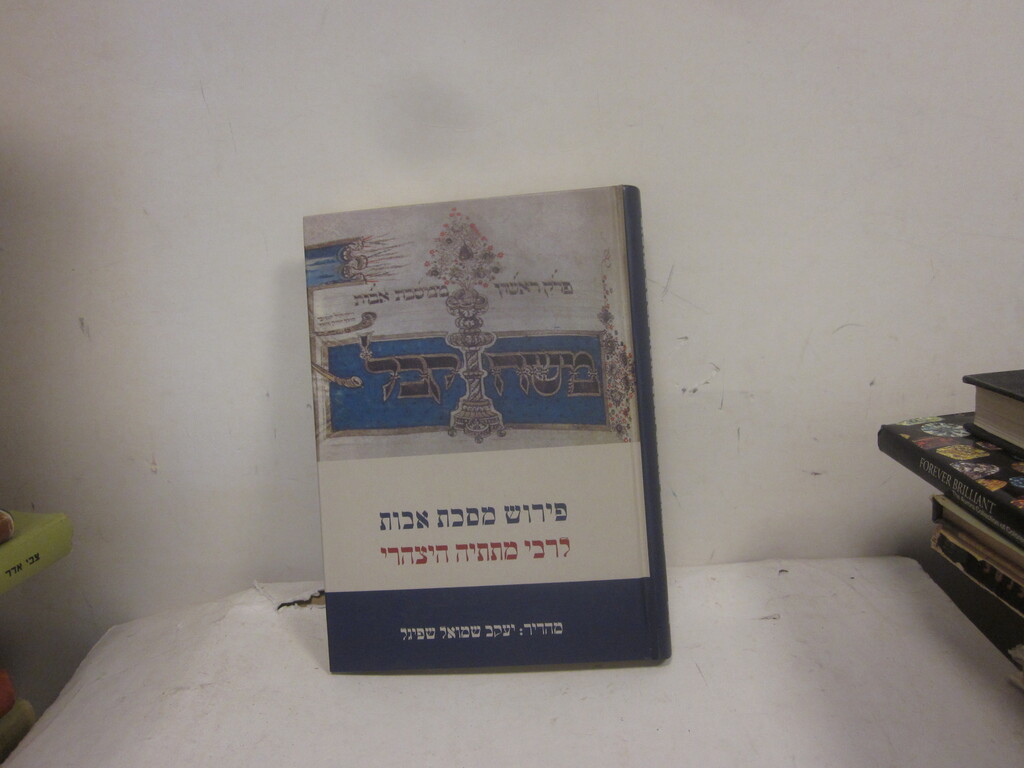 פרק ראשון ממסכת אבות
משה קבל
פירוש מסכת אבות
לרבי מתתיה היצהרי
מהדיר: יעקב שמואל שפיגל
צבי אדר
FOREVER BRILLIANT